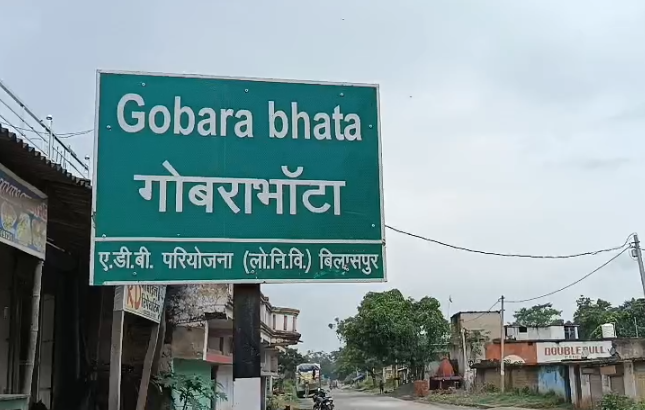 Gobara bhata
गोबराभॉटा
ए.डी.बी. परियोजना (लो.नि.वि.) बिलासपुर
DOUBLE BULL